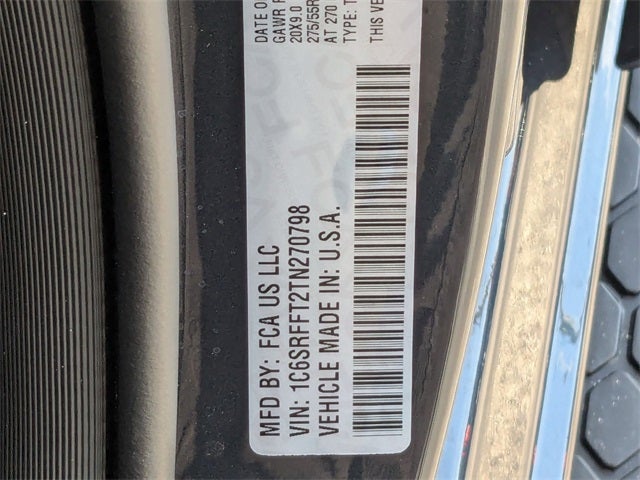 MFD BY: FCA US LLC
VIN: 1C6SRFFT2TN270798
VEHICLE MADE IN: U.S.A.
DATE OF
GAWR
20X9.0
275/55R
AT 270
TYPE: T
THIS VE